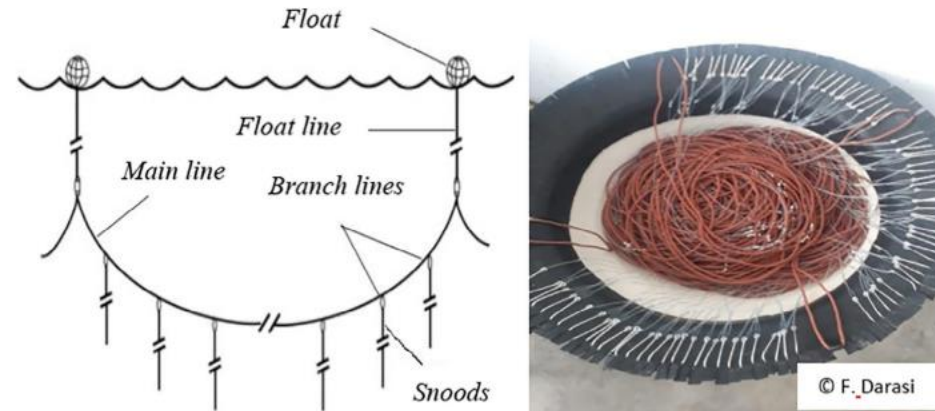 Float
Float line
Main line
Branch lines
Snoods
© F. Darasi